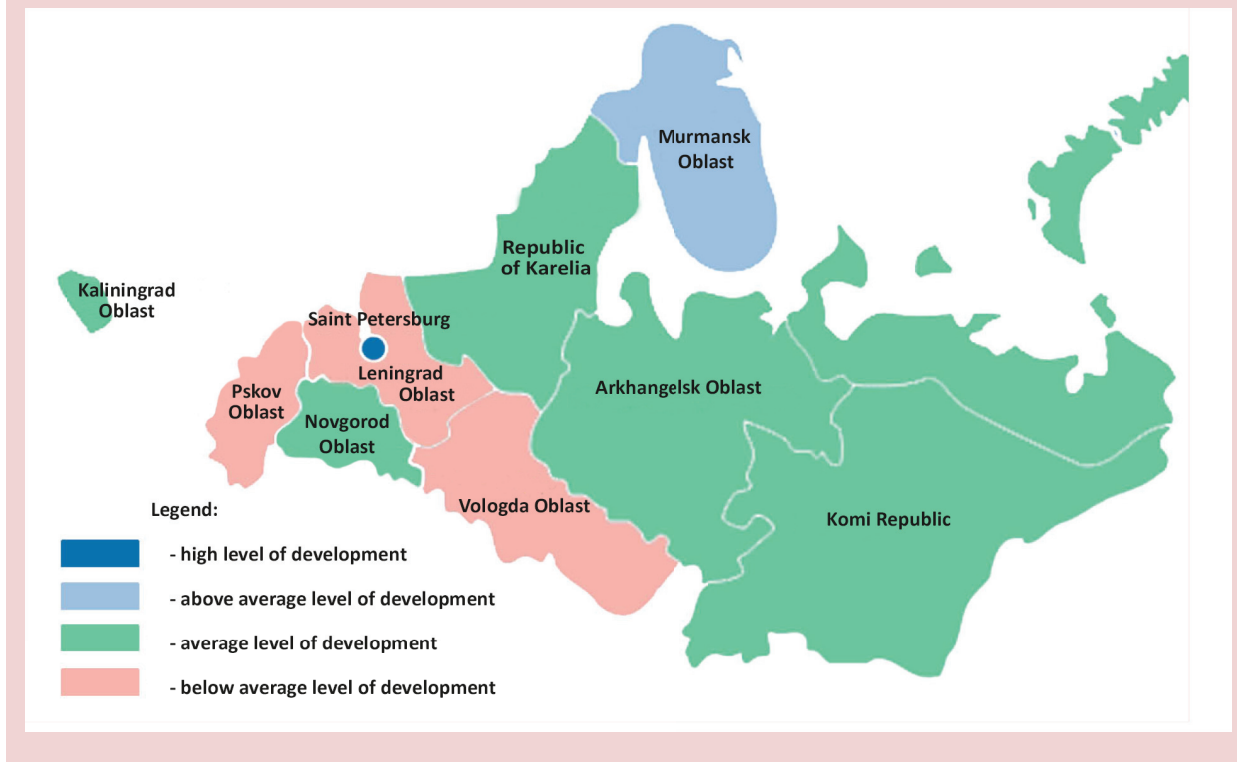 Murmansk
Oblast
Republic
of Karelia
Kaliningrad
Oblast
Saint Petersburg
Leningrad
Oblast
Pskov
Oblast
Novgorod
Oblast
Arkhangelsk Oblast
Vologda Oblast
Komi Republic
Legend:
- high level of development
- above average level of development
- average level of development
- below average level of development